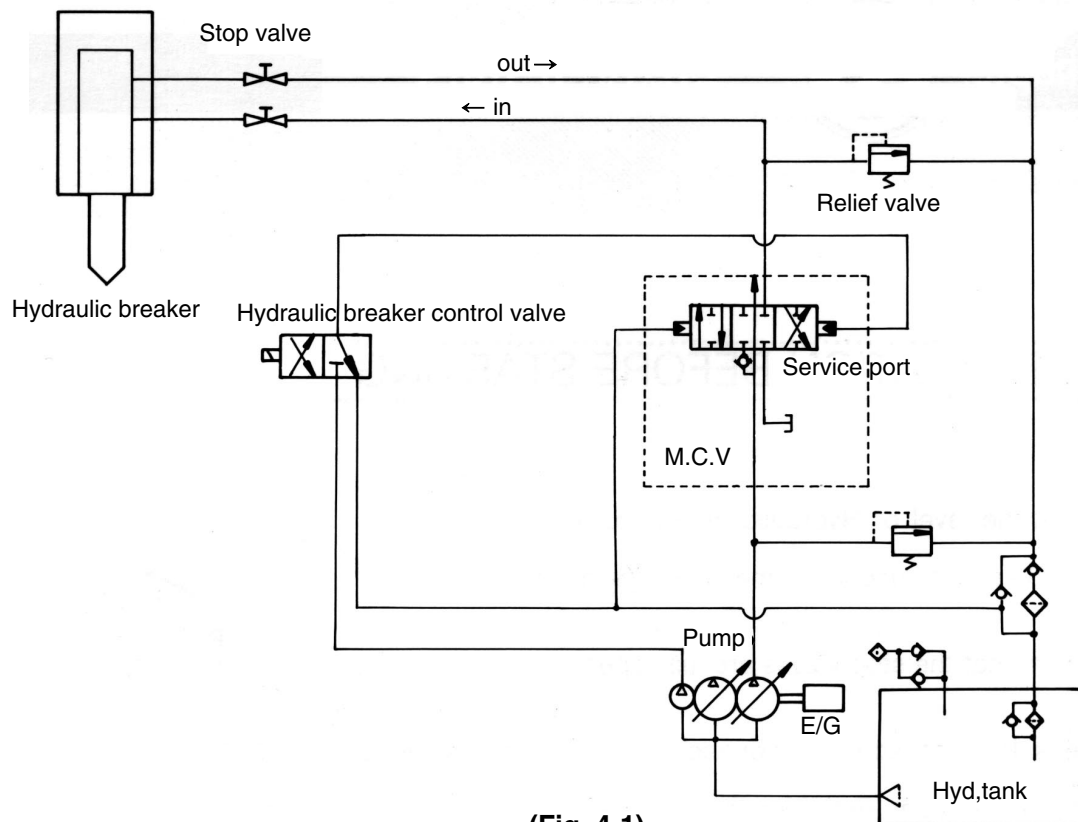 Stop valve
out→
← in
Relief valve
Hydraulic breaker
Hydraulic breaker control valve
Service port
M.C.V
Pump
E/G
Hyd,tank
(Fig. 4-1)